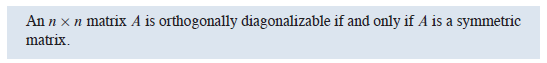 An n × n matrix A is orthogonally diagonalizable if and only if A is a symmetric
matrix.